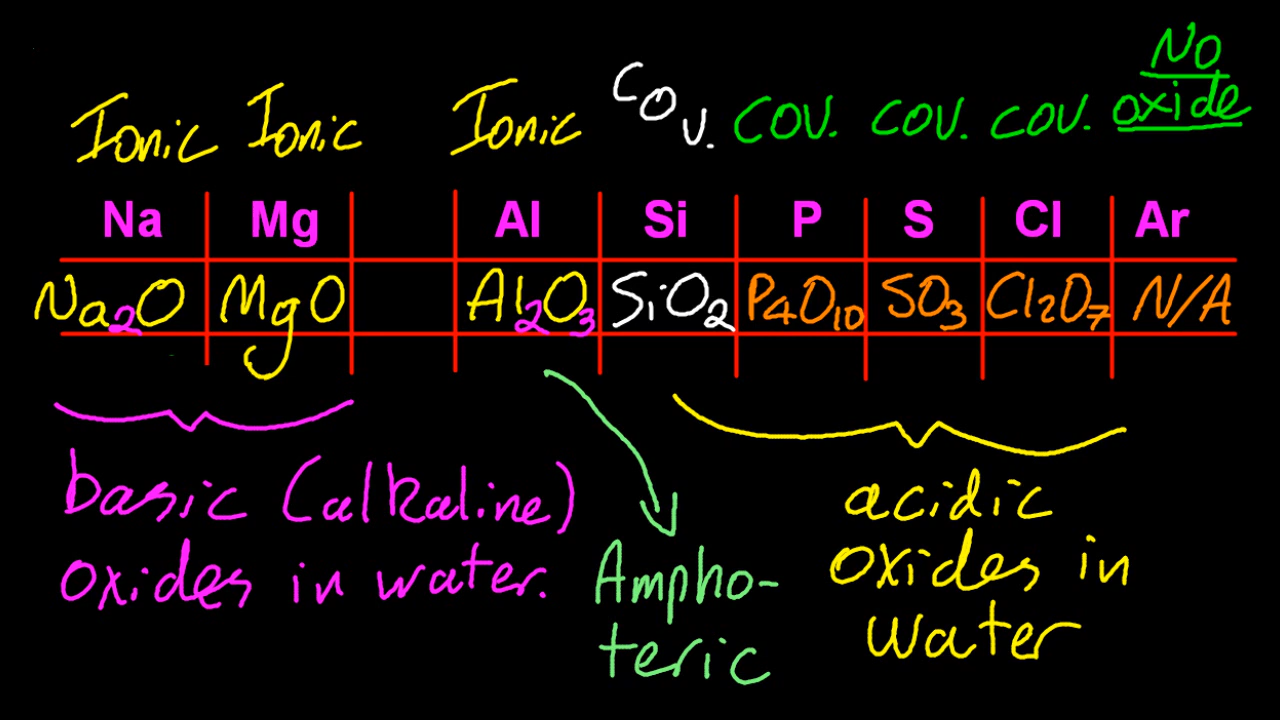 Ionic Ionic Ionic COV. COV. COV. COV. No oxide
Na Mg Al Si P S Cl Ar
Na2O MgO Al2O3 SiO2 P4O10 SO3 Cl2O7 N/A
basic (alkaline)
oxides in water.
Ampho-
teric
acidic
oxides in
water